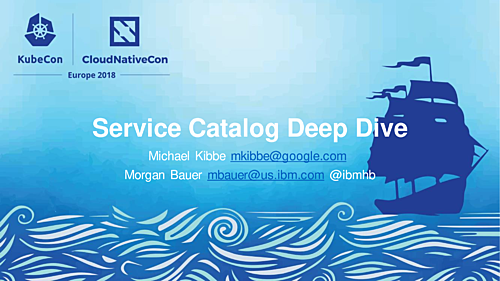 KubeCon CloudNativeCon
Europe 2018
Service Catalog Deep Dive
Michael Kibbe mkibbe@google.com
Morgan Bauer mbauer@us.ibm.com @ibmhb